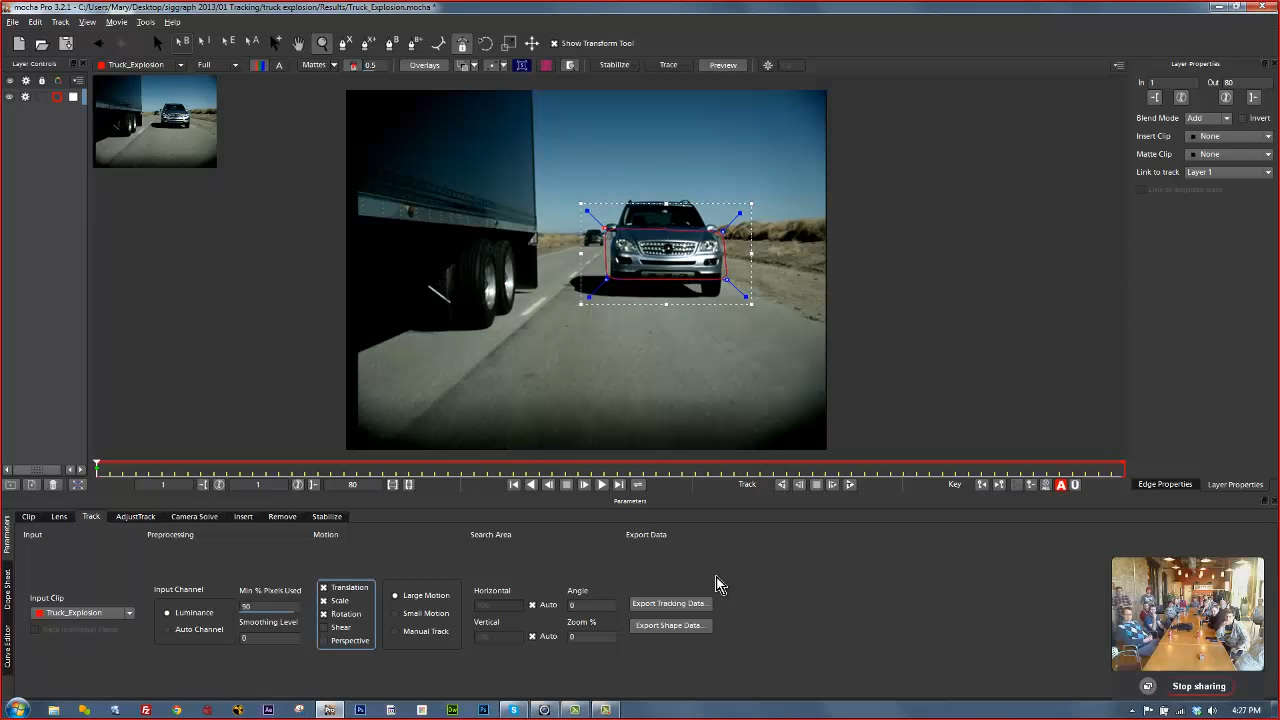 mocha Pro 3.2.1 - C:/Users/Mary/Desktop/siggraph 2013/01 Tracking/truck explosion/Results/Truck_Explosion.mocha *
File Edit Track View Movie Tools Help
Show Transform Tool
Layer Controls
Truck_Explosion Full Mattes 0.5 Overlays Stabilize Trace Preview
Layer Properties
In 1 Out 80
Blend Mode Add Invert
Insert Clip None
Matte Clip None
Link to track Layer 1
1 1 80 Track Key A
Edge Properties Layer Properties
Parameters
Clip Lens Track AdjustTrack Camera Solve Insert Remove Stabilize
Parameters
Dope Sheet
Curve Editor
Input Preprocessing Motion Search Area Export Data
Input Clip
Truck_Explosion
Input Channel
Luminance
Auto Channel
Min % Pixels Used
90
Smoothing Level
0
Translation
Scale
Rotation
Shear
Perspective
Large Motion
Small Motion
Manual Track
Horizontal Auto
Vertical Auto
Angle
0
Zoom %
0
Export Tracking Data...
Export Shape Data...
Stop sharing
4:27 PM